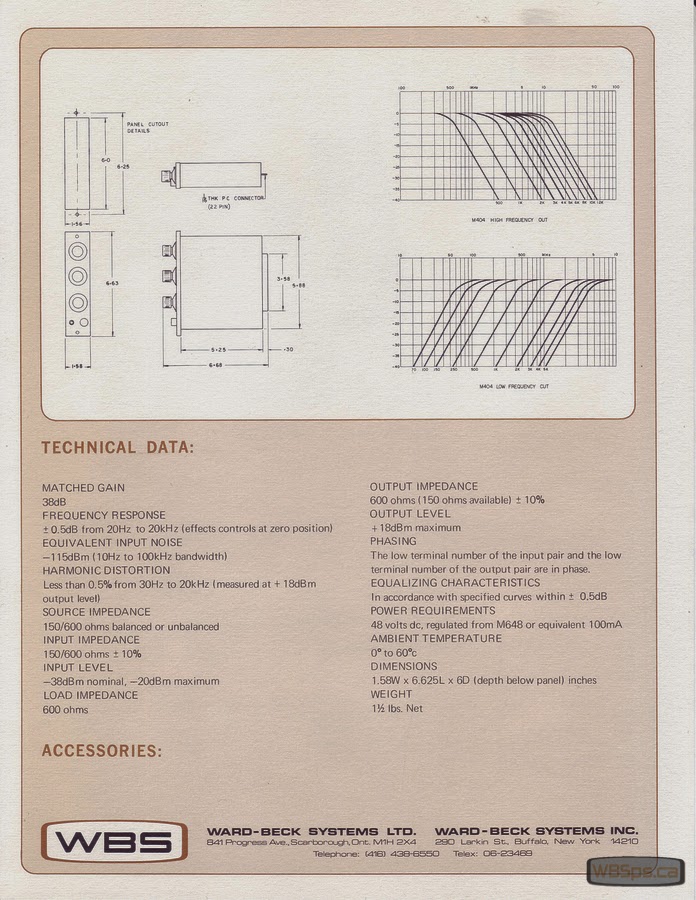 PANEL CUTOUT
DETAILS
6·0
6·25
1·56
THK P.C CONNECTOR
(22 PIN)
6·63
1·58
3·58
5·88
5·25
·30
6·68
M404 HIGH FREQUENCY CUT
M404 LOW FREQUENCY CUT
TECHNICAL DATA:
MATCHED GAIN
38dB
FREQUENCY RESPONSE
± 0.5dB from 20Hz to 20kHz (effects controls at zero position)
EQUIVALENT INPUT NOISE
−115dBm (10Hz to 100kHz bandwidth)
HARMONIC DISTORTION
Less than 0.5% from 30Hz to 20kHz (measured at + 18dBm
output level)
SOURCE IMPEDANCE
150/600 ohms balanced or unbalanced
INPUT IMPEDANCE
150/600 ohms ± 10%
INPUT LEVEL
−38dBm nominal, −20dBm maximum
LOAD IMPEDANCE
600 ohms
OUTPUT IMPEDANCE
600 ohms (150 ohms available) ± 10%
OUTPUT LEVEL
+18dBm maximum
PHASING
The low terminal number of the input pair and the low
terminal number of the output pair are in phase.
EQUALIZING CHARACTERISTICS
In accordance with specified curves within ± 0.5dB
POWER REQUIREMENTS
48 volts dc, regulated from M648 or equivalent 100mA
AMBIENT TEMPERATURE
0° to 60°c
DIMENSIONS
1.58W x 6.625L x 6D (depth below panel) inches
WEIGHT
1½ lbs. Net
ACCESSORIES:
WBS
WARD-BECK SYSTEMS LTD. WARD-BECK SYSTEMS INC.
841 Progress Ave., Scarborough, Ont. M1H 2X4 290 Larkin St., Buffalo, New York 14210
Telephone: (416) 438-6550 Telex: 06-23469
WBSps.ca